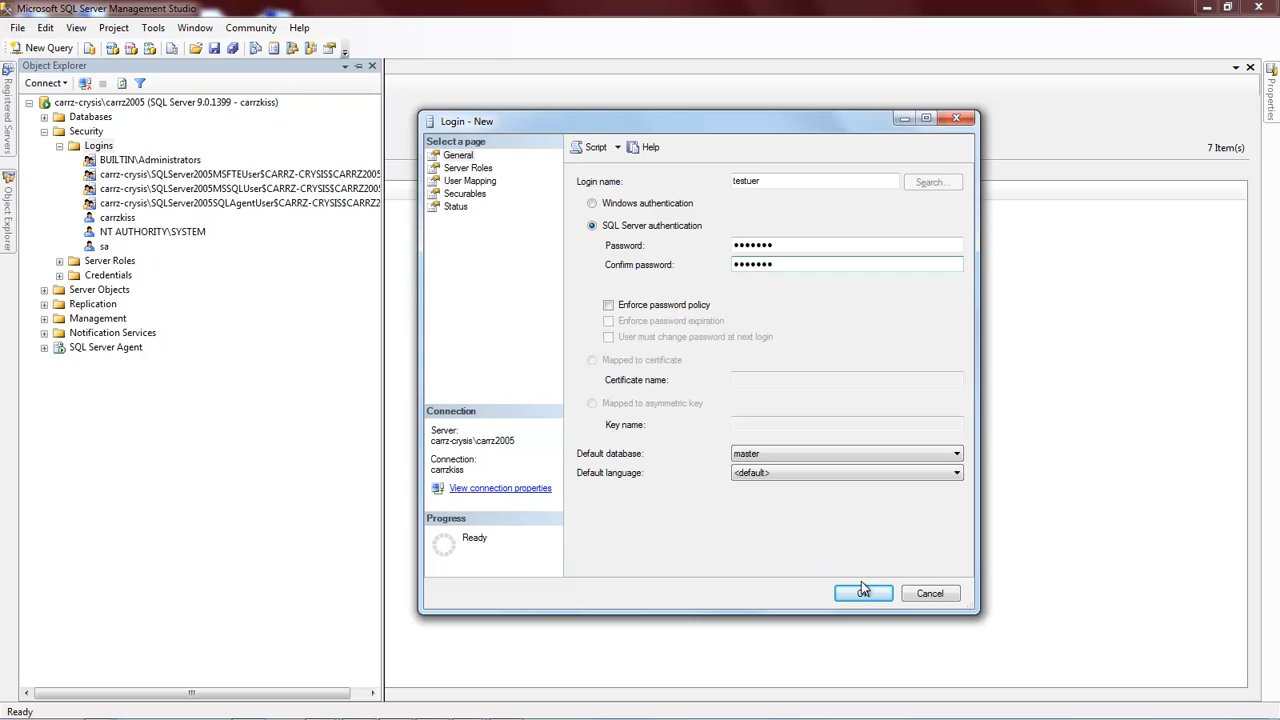 Microsoft SQL Server Management Studio
File Edit View Project Tools Window Community Help
New Query
Object Explorer
Connect
carrz-crysis\carrz2005 (SQL Server 9.0.1399 - carrzkiss)
Databases
Security
Logins
BUILTIN\Administrators
carrz-crysis\SQLServer2005MSFTEUser$CARRZ-CRYSIS$CARRZ2005
carrz-crysis\SQLServer2005MSSQLUser$CARRZ-CRYSIS$CARRZ2005
carrz-crysis\SQLServer2005SQLAgentUser$CARRZ-CRYSIS$CARRZ2
carrzkiss
NT AUTHORITY\SYSTEM
sa
Server Roles
Credentials
Server Objects
Replication
Management
Notification Services
SQL Server Agent
Registered Servers
Object Explorer
Login - New
Select a page
General
Server Roles
User Mapping
Securables
Status
Connection
Server:
carrz-crysis\carrz2005
Connection:
carrzkiss
View connection properties
Progress
Ready
Script Help
Login name: testuer Search...
Windows authentication
SQL Server authentication
Password: •••••••
Confirm password: •••••••
Enforce password policy
Enforce password expiration
User must change password at next login
Mapped to certificate
Certificate name:
Mapped to asymmetric key
Key name:
Default database: master
Default language: <default>
OK Cancel
7 Item(s)
Properties
Ready